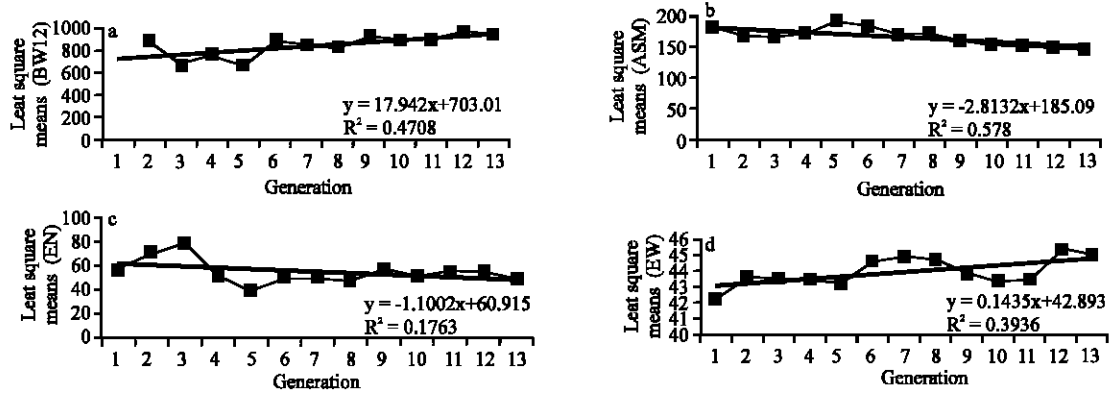 a
Leat square
means (BW12)
1000
800
600
400
200
0
y = 17.942x+703.01
R² = 0.4708
1 2 3 4 5 6 7 8 9 10 11 12 13
Generation
b
Leat square
means (ASM)
200
150
100
50
0
y = -2.8132x+185.09
R² = 0.578
1 2 3 4 5 6 7 8 9 10 11 12 13
Generation
c
Leat square
means (EN)
100
80
60
40
20
0
y = -1.1002x+60.915
R² = 0.1763
1 2 3 4 5 6 7 8 9 10 11 12 13
Generation
d
Leat square
means (EW)
46
45
44
43
42
41
40
y = 0.1435x+42.893
R² = 0.3936
1 2 3 4 5 6 7 8 9 10 11 12 13
Generation